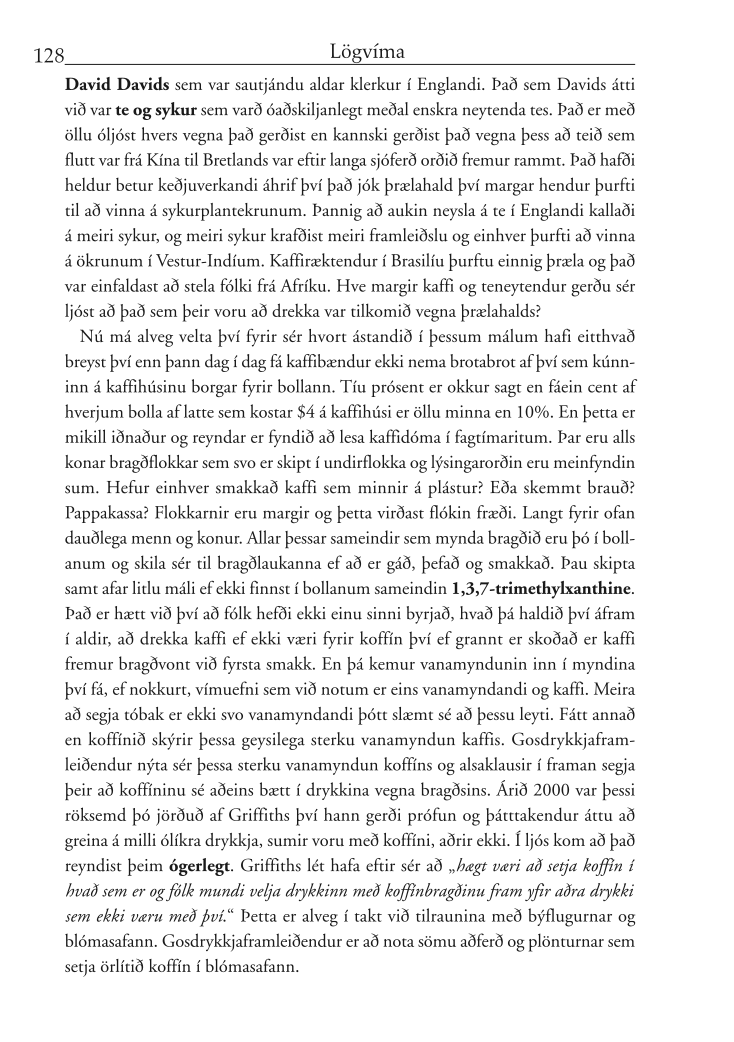 128
Lögvíma
David Davids sem var sautjándu aldar klerkur í Englandi. Það sem Davids átti
við var te og sykur sem varð óaðskiljanlegt meðal enskra neytenda tes. Það er með
öllu óljóst hvers vegna það gerðist en kannski gerðist það vegna þess að teið sem
flutt var frá Kína til Bretlands var eftir langa sjóferð orðið fremur rammt. Það hafði
heldur betur keðjuverkandi áhrif því það jók þrælahald því margar hendur þurfti
til að vinna á sykurplantekrunum. Þannig að aukin neysla á te í Englandi kallaði
á meiri sykur, og meiri sykur krafðist meiri framleiðslu og einhver þurfti að vinna
á ökrunum í Vestur-Indíum. Kaffiræktendur í Brasilíu þurftu einnig þræla og það
var einfaldast að stela fólki frá Afríku. Hve margir kaffi og teneytendur gerðu sér
ljóst að það sem þeir voru að drekka var tilkomið vegna þrælahalds?
Nú má alveg velta því fyrir sér hvort ástandið í þessum málum hafi eitthvað
breyst því enn þann dag í dag fá kaffibændur ekki nema brotabrot af því sem kúnn-
inn á kaffihúsinu borgar fyrir bollann. Tíu prósent er okkur sagt en fáein cent af
hverjum bolla af latte sem kostar $4 á kaffihúsi er öllu minna en 10%. En þetta er
mikill iðnaður og reyndar er fyndið að lesa kaffidóma í fagtímaritum. Þar eru alls
konar bragðflokkar sem svo er skipt í undirflokka og lýsingarorðin eru meinfyndin
sum. Hefur einhver smakkað kaffi sem minnir á plástur? Eða skemmt brauð?
Pappakassa? Flokkarnir eru margir og þetta virðast flókin fræði. Langt fyrir ofan
dauðlega menn og konur. Allar þessar sameindir sem mynda bragðið eru þó í boll-
anum og skila sér til bragðlaukanna ef að er gáð, þefað og smakkað. Þau skipta
samt afar litlu máli ef ekki finnst í bollanum sameindin 1,3,7-trimethylxanthine.
Það er hætt við því að fólk hefði ekki einu sinni byrjað, hvað þá haldið því áfram
í aldir, að drekka kaffi ef ekki væri fyrir koffín því ef grannt er skoðað er kaffi
fremur bragðvont við fyrsta smakk. En þá kemur vanamyndunin inn í myndina
því fá, ef nokkurt, vímuefni sem við notum er eins vanamyndandi og kaffi. Meira
að segja tóbak er ekki svo vanamyndandi þótt slæmt sé að þessu leyti. Fátt annað
en koffínið skýrir þessa geysilega sterku vanamyndun kaffis. Gosdrykkjafram-
leiðendur nýta sér þessa sterku vanamyndun koffíns og alsaklausir í framan segja
þeir að koffíninu sé aðeins bætt í drykkina vegna bragðsins. Árið 2000 var þessi
röksemd þó jörðuð af Griffiths því hann gerði prófun og þátttakendur áttu að
greina á milli ólíkra drykkja, sumir voru með koffíni, aðrir ekki. Í ljós kom að það
reyndist þeim ógerlegt. Griffiths lét hafa eftir sér að „hægt væri að setja koffín í
hvað sem er og fólk mundi velja drykkinn með koffínbragðinu fram yfir aðra drykki
sem ekki væru með því.“ Þetta er alveg í takt við tilraunina með býflugurnar og
blómasafann. Gosdrykkjaframleiðendur er að nota sömu aðferð og plönturnar sem
setja örlítið koffín í blómasafann.